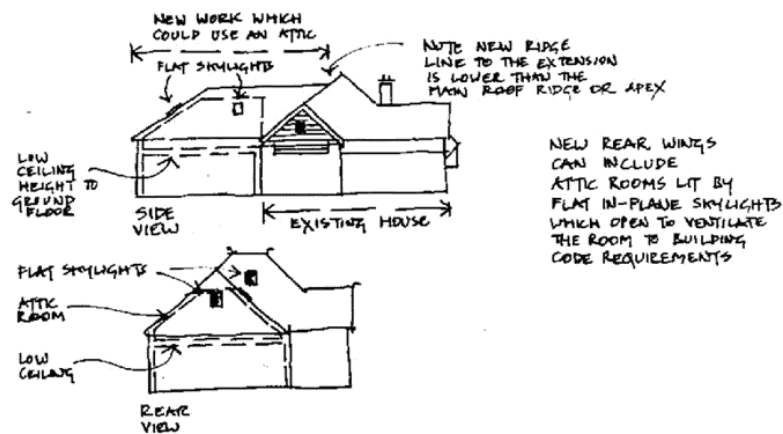 NEW WORK WHICH
COULD USE AN ATTIC
FLAT SKYLIGHTS
NOTE NEW RIDGE
LINE TO THE EXTENSION
IS LOWER THAN THE
MAIN ROOF RIDGE OR APEX
LOW
CEILING
HEIGHT TO
GROUND
FLOOR
SIDE
VIEW
EXISTING HOUSE
NEW REAR WINGS
CAN INCLUDE
ATTIC ROOMS LIT BY
FLAT IN-PLANE SKYLIGHTS
WHICH OPEN TO VENTILATE
THE ROOM TO BUILDING
CODE REQUIREMENTS
FLAT SKYLIGHTS
ATTIC
ROOM
LOW
CEILING
REAR
VIEW